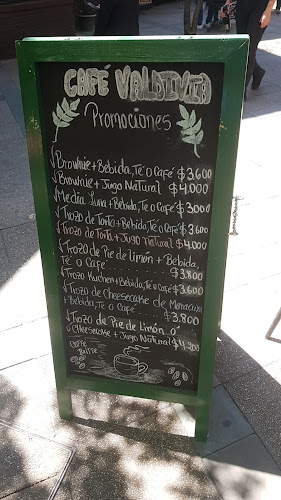 CAFÉ VALDIVIA
Promociones
Brownie + Bebida, Té o Café $3.600
Brownie + Jugo Natural $4.000
Media Luna + Bebida, Té o Café $3.000
Trozo de Torta + Bebida, Té o Café $3.600
Trozo de Torta + Jugo natural $4.000
Trozo de Pie de limón + Bebida,
Té o Café ......... $3.800
Trozo Kuchen + Bebida, Té o Café $3.600
Trozo de Cheesecake de Maracuyá
+ Bebida, Té o Café ..... $3.800
Trozo de Pie de Limón o
Cheesecake + Jugo Natural $4.200